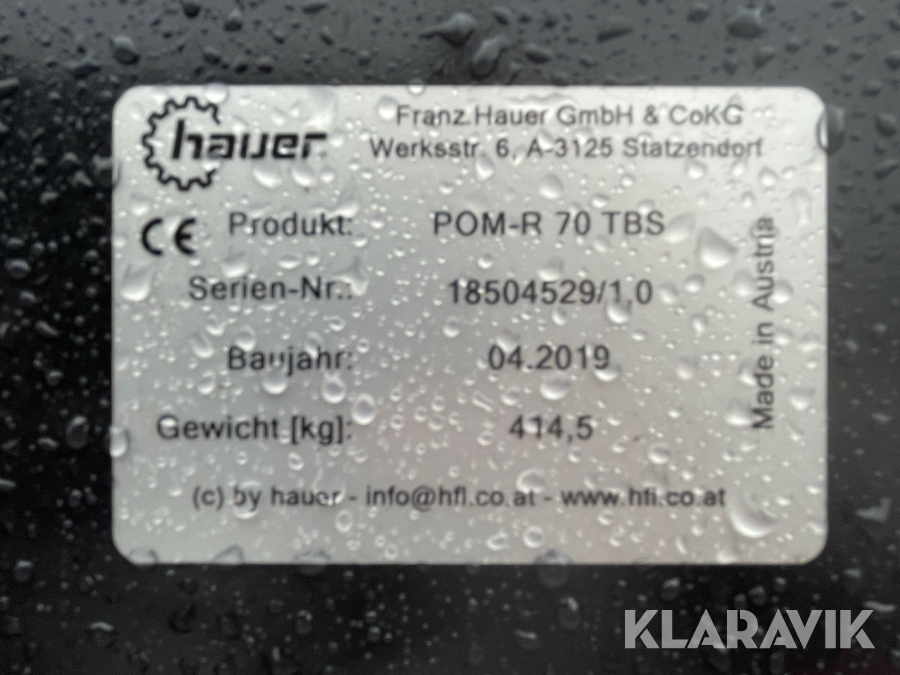 hauer
Franz Hauer GmbH & CoKG
Werksstr. 6, A-3125 Statzendorf
CE
Produkt: POM-R 70 TBS
Serien-Nr.: 18504529/1,0
Baujahr: 04.2019
Gewicht [kg]: 414,5
Made in Austria
(c) by hauer - info@hfl.co.at - www.hfl.co.at
KLARAVIK